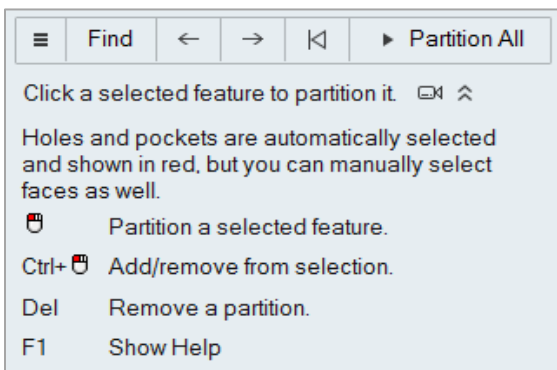 Find Partition All
Click a selected feature to partition it.
Holes and pockets are automatically selected
and shown in red, but you can manually select
faces as well.
Partition a selected feature.
Ctrl+ Add/remove from selection.
Del Remove a partition.
F1 Show Help